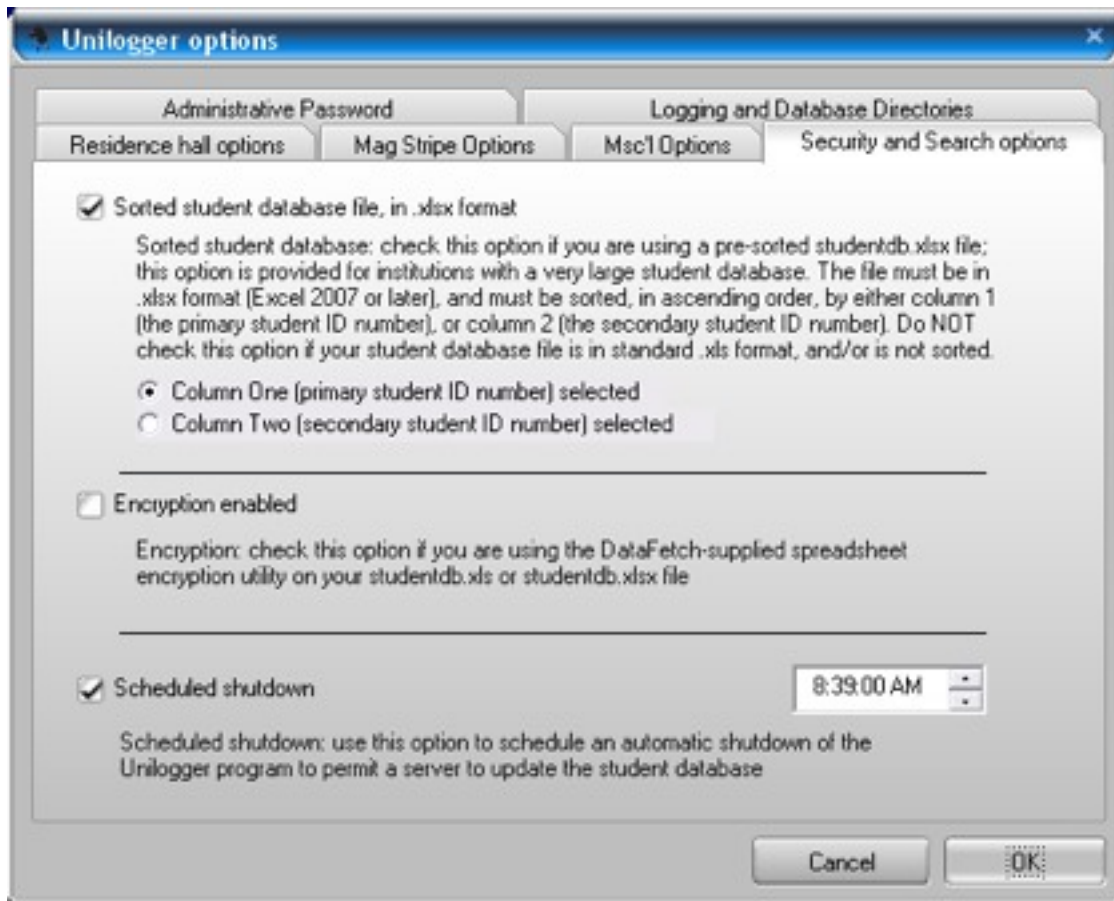 Unilogger options
Administrative Password
Logging and Database Directories
Residence hall options
Mag Stripe Options
Msc'l Options
Security and Search options
Sorted student database file, in .xlsx format
Sorted student database: check this option if you are using a pre-sorted studentdb.xlsx file;
this option is provided for institutions with a very large student database. The file must be in
.xlsx format (Excel 2007 or later), and must be sorted, in ascending order, by either column 1
(the primary student ID number), or column 2 (the secondary student ID number). Do NOT
check this option if your student database file is in standard .xls format, and/or is not sorted.
Column One (primary student ID number) selected
Column Two (secondary student ID number) selected
Encryption enabled
Encryption: check this option if you are using the DataFetch-supplied spreadsheet
encryption utility on your studentdb.xls or studentdb.xlsx file
Scheduled shutdown
8:39:00 AM
Scheduled shutdown: use this option to schedule an automatic shutdown of the
Unilogger program to permit a server to update the student database
Cancel
OK